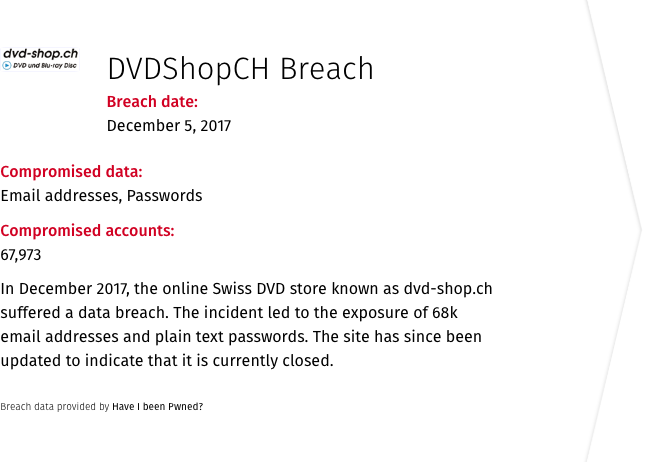 dvd-shop.ch
DVD und Blu-ray Disc
DVDShopCH Breach
Breach date:
December 5, 2017
Compromised data:
Email addresses, Passwords
Compromised accounts:
67,973
In December 2017, the online Swiss DVD store known as dvd-shop.ch
suffered a data breach. The incident led to the exposure of 68k
email addresses and plain text passwords. The site has since been
updated to indicate that it is currently closed.
Breach data provided by Have I been Pwned?